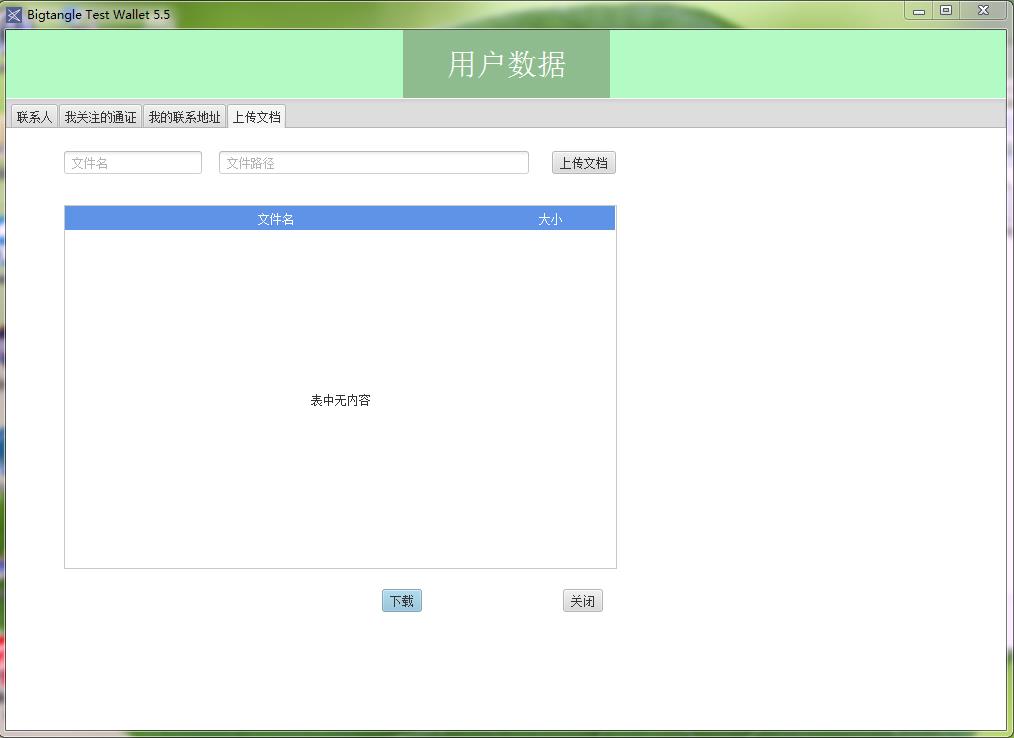 Bigtangle Test Wallet 5.5
用户数据
联系人 我关注的通证 我的联系地址 上传文档
文件名 文件路径 上传文档
文件名 大小
表中无内容
下载 关闭